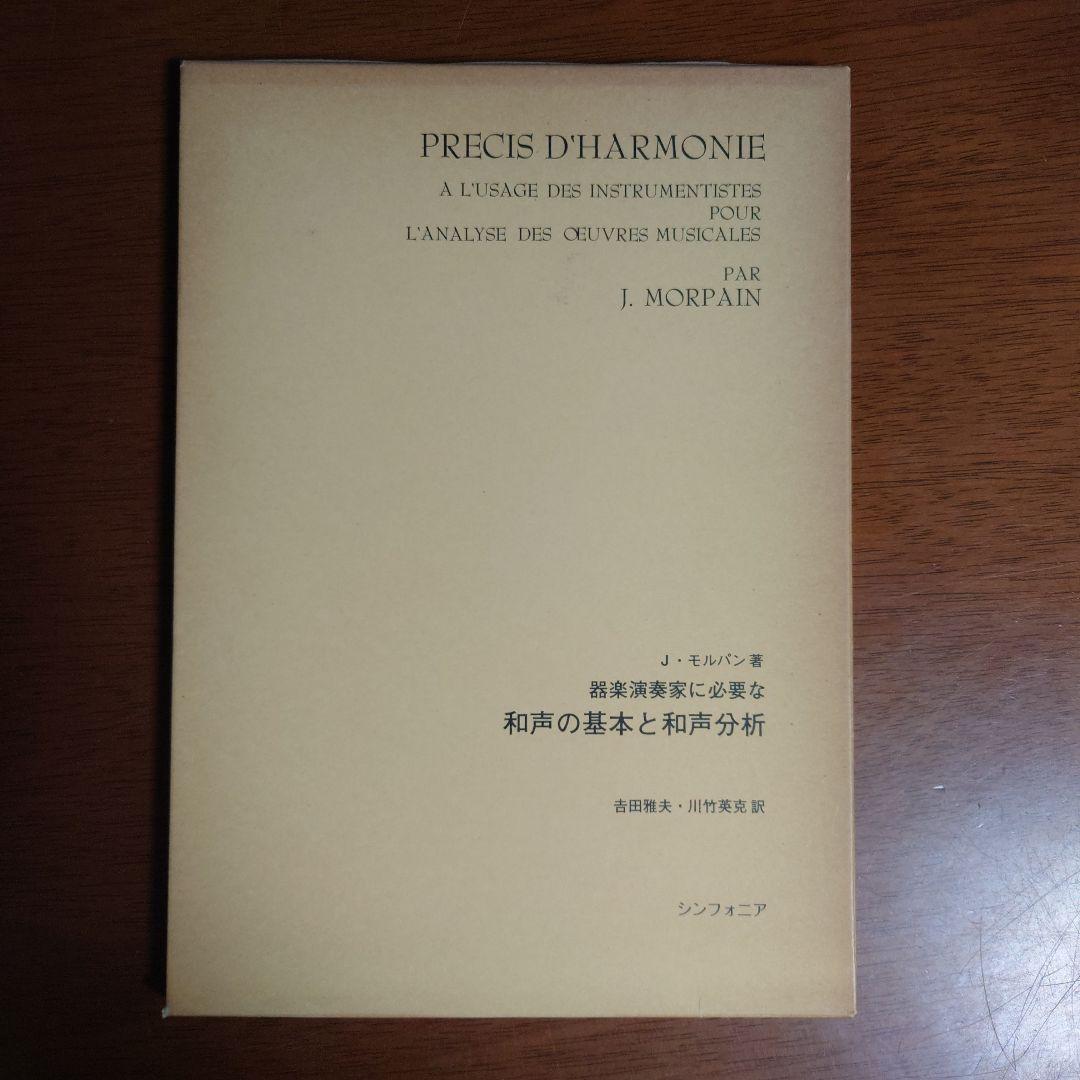 PRECIS D'HARMONIE
A L'USAGE DES INSTRUMENTISTES
POUR
L'ANALYSE DES ŒUVRES MUSICALES
PAR
J. MORPAIN
J・モルパン著
器楽演奏家に必要な
和声の基本と和声分析
𠮷田雅夫・川竹英克訳
シンフォニア